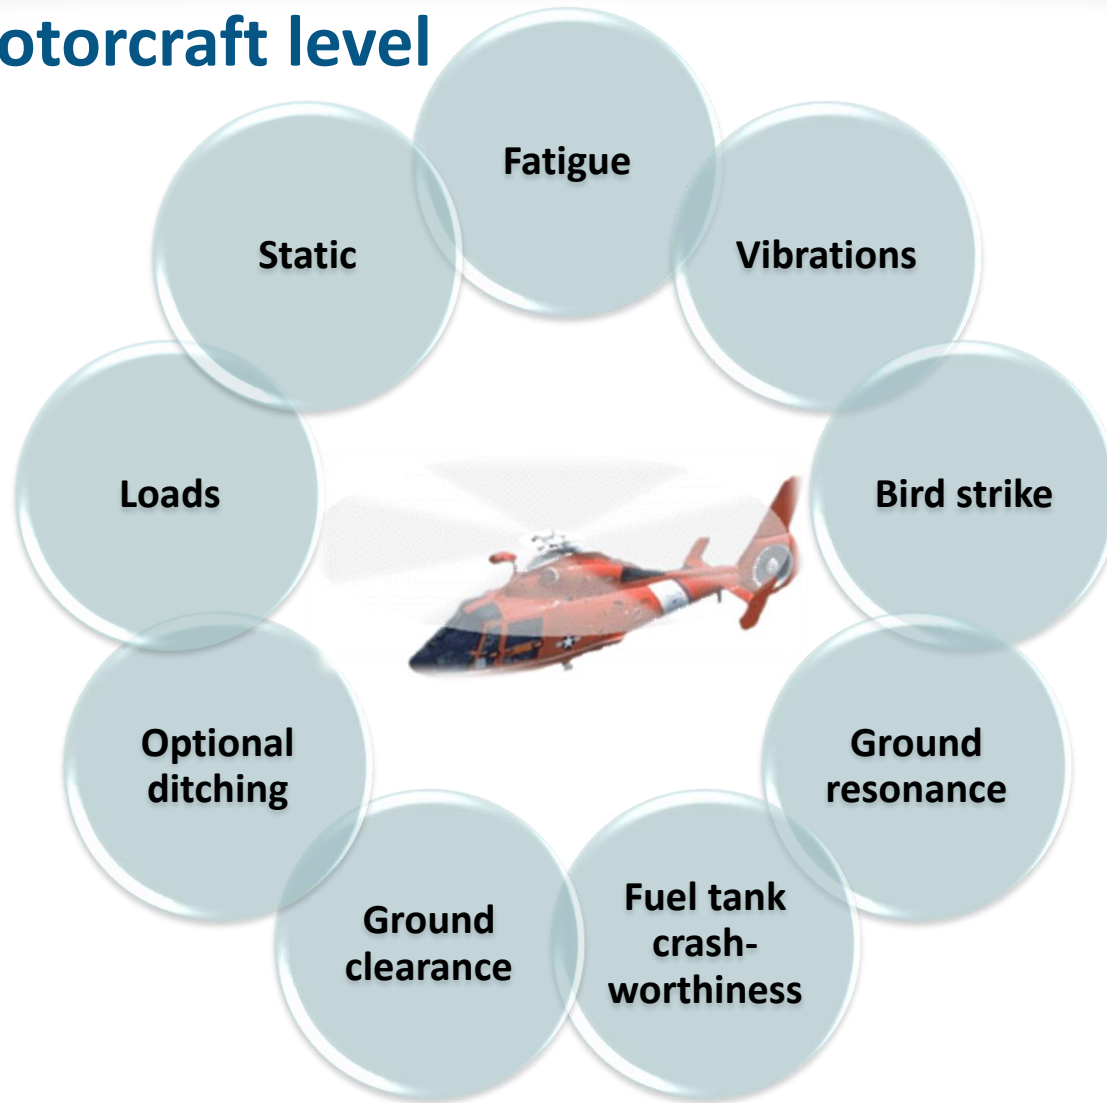 otorcraft level
Fatigue
Static
Vibrations
Loads
Bird strike
Optional
ditching
Ground
resonance
Ground
clearance
Fuel tank
crash-
worthiness